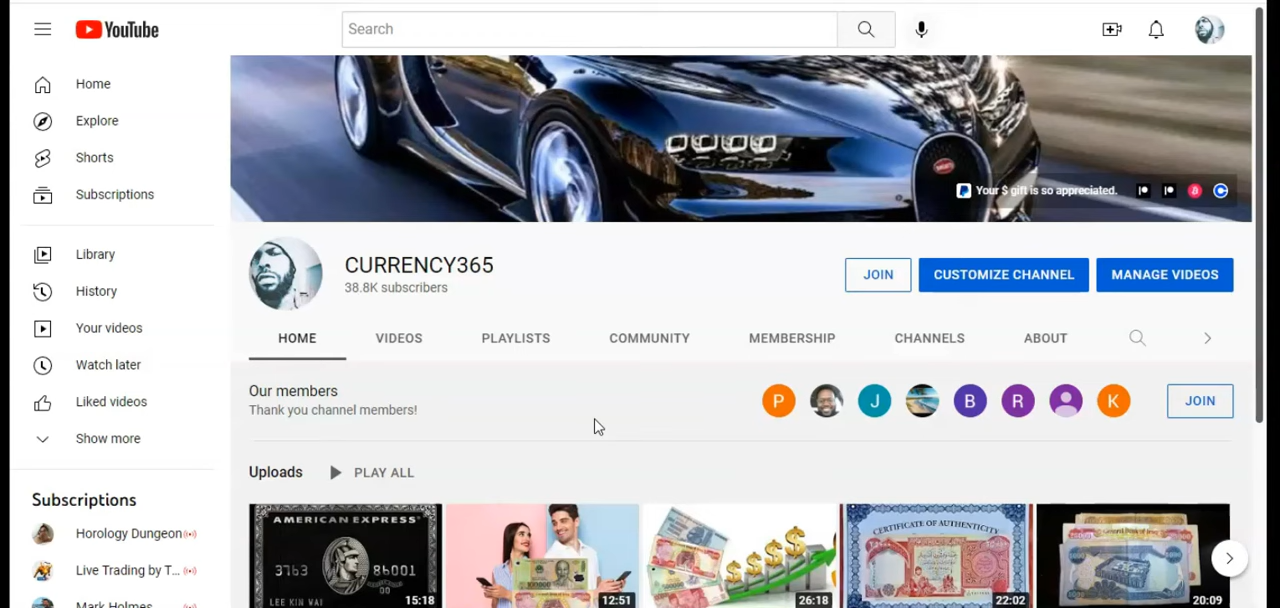 YouTube
Search
Home
Explore
Shorts
Subscriptions
Library
History
Your videos
Watch later
Liked videos
Show more
Subscriptions
Horology Dungeon
Live Trading by T...
Mark Holmes
Your $ gift is so appreciated.
CURRENCY365
38.8K subscribers
JOIN
CUSTOMIZE CHANNEL
MANAGE VIDEOS
HOME
VIDEOS
PLAYLISTS
COMMUNITY
MEMBERSHIP
CHANNELS
ABOUT
Our members
Thank you channel members!
P
J
B
R
K
JOIN
Uploads
PLAY ALL
AMERICAN EXPRESS
3763
86001
LEE KIN VAI
15:18
12:51
26:18
CERTIFICATE OF AUTHENTICITY
22:02
20:09